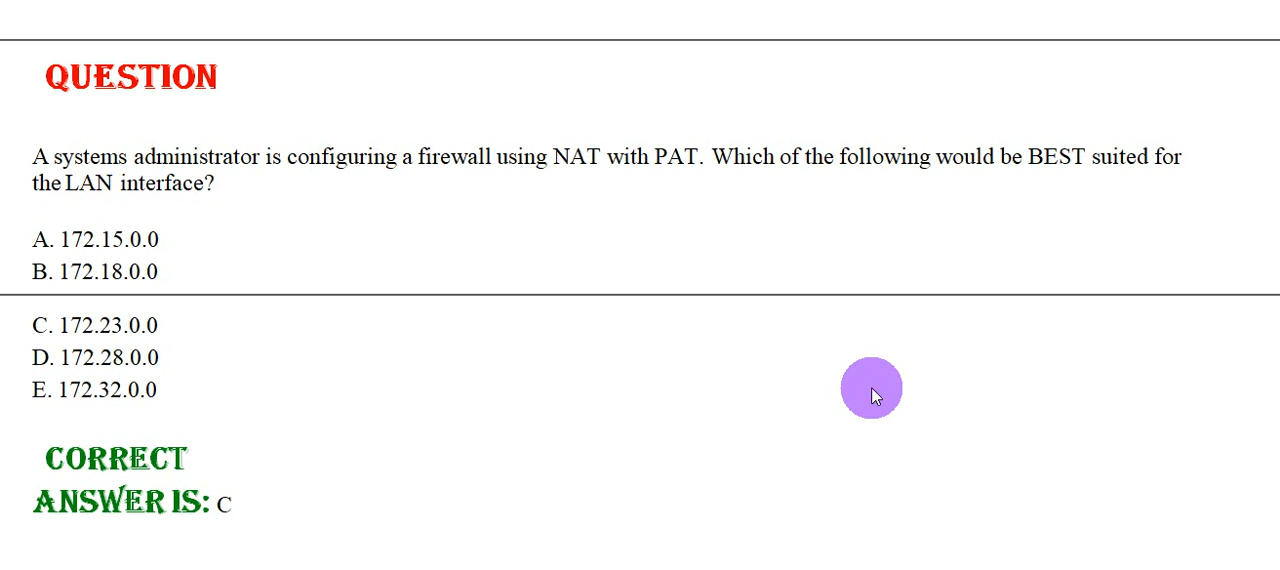 QUESTION
A systems administrator is configuring a firewall using NAT with PAT. Which of the following would be BEST suited for
the LAN interface?
A. 172.15.0.0
B. 172.18.0.0
C. 172.23.0.0
D. 172.28.0.0
E. 172.32.0.0
CORRECT
ANSWER IS: C